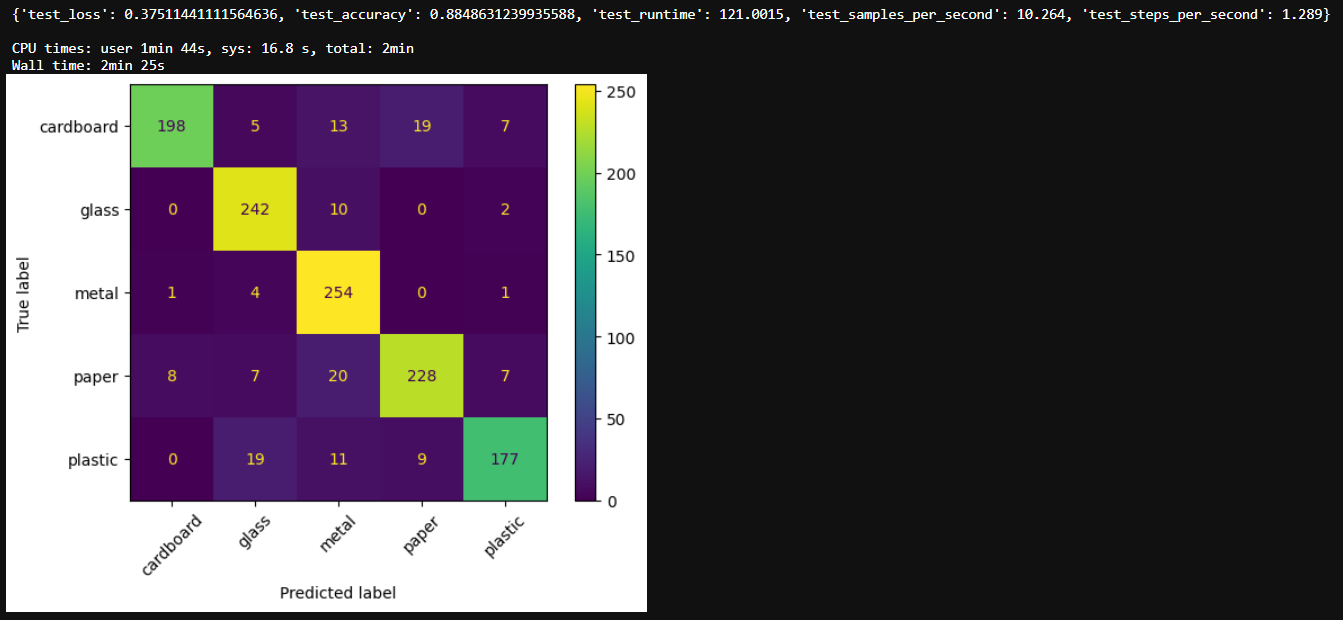 {'test_loss': 0.37511441111564636, 'test_accuracy': 0.8848631239935588, 'test_runtime': 121.0015, 'test_samples_per_second': 10.264, 'test_steps_per_second': 1.289}
CPU times: user 1min 44s, sys: 16.8 s, total: 2min
Wall time: 2min 25s
cardboard 198 5 13 19 7
glass 0 242 10 0 2
metal 1 4 254 0 1
paper 8 7 20 228 7
plastic 0 19 11 9 177
True label
cardboard glass metal paper plastic
Predicted label
250
200
150
100
50
0